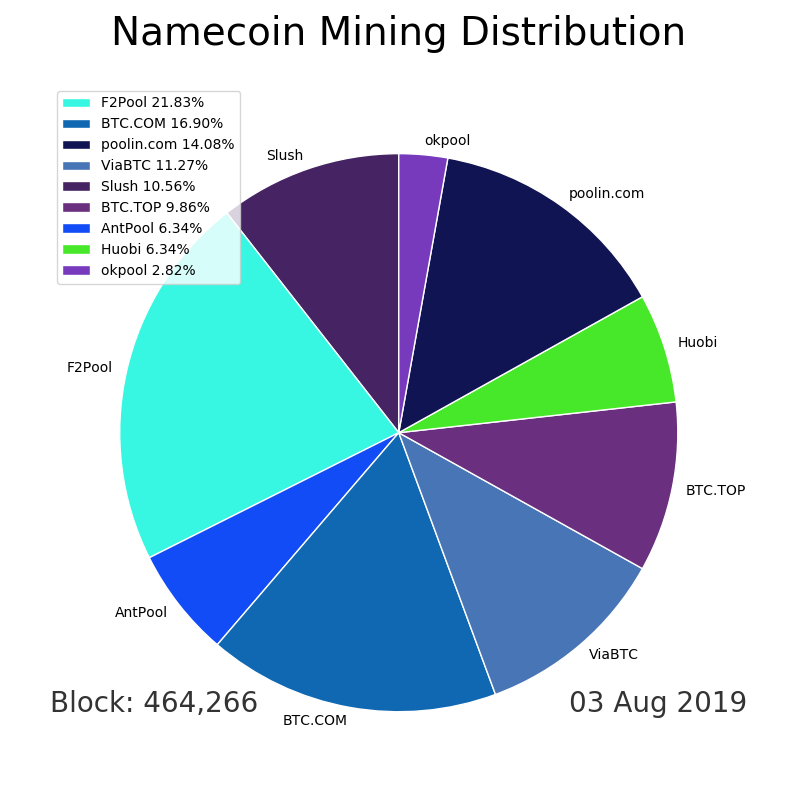 Namecoin Mining Distribution
F2Pool 21.83%
BTC.COM 16.90%
poolin.com 14.08%
ViaBTC 11.27%
Slush 10.56%
BTC.TOP 9.86%
AntPool 6.34%
Huobi 6.34%
okpool 2.82%
okpool
Slush
poolin.com
Huobi
F2Pool
BTC.TOP
AntPool
ViaBTC
BTC.COM
Block: 464,266
03 Aug 2019